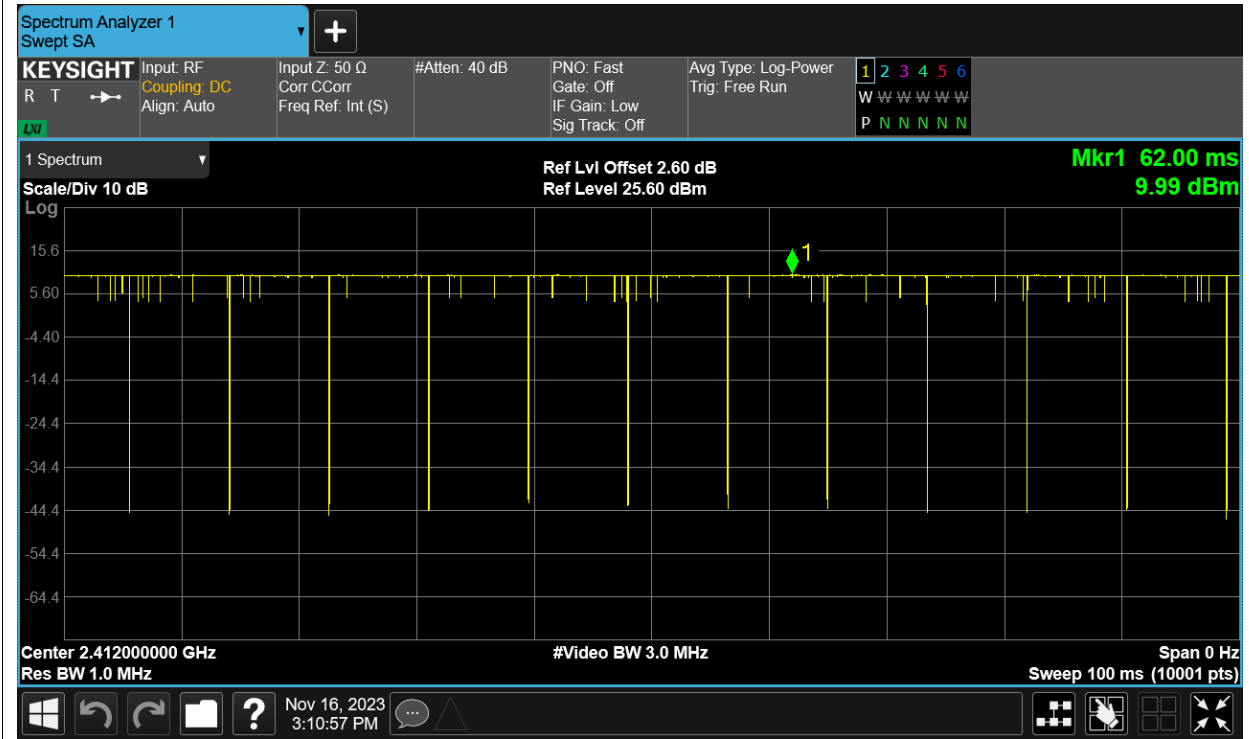 Spectrum Analyzer 1
Swept SA
KEYSIGHT
R T
LXI
Input: RF
Coupling: DC
Align: Auto
Input Z: 50 Ω
Corr CCorr
Freq Ref: Int (S)
#Atten: 40 dB
PNO: Fast
Gate: Off
IF Gain: Low
Sig Track: Off
Avg Type: Log-Power
Trig: Free Run
1 2 3 4 5 6
W W W W W W
P N N N N N
1 Spectrum
Scale/Div 10 dB
Log
Ref Lvl Offset 2.60 dB
Ref Level 25.60 dBm
Mkr1 62.00 ms
9.99 dBm
1
15.6
5.60
-4.40
-14.4
-24.4
-34.4
-44.4
-54.4
-64.4
Center 2.412000000 GHz
Res BW 1.0 MHz
#Video BW 3.0 MHz
Span 0 Hz
Sweep 100 ms (10001 pts)
?
Nov 16, 2023
3:10:57 PM